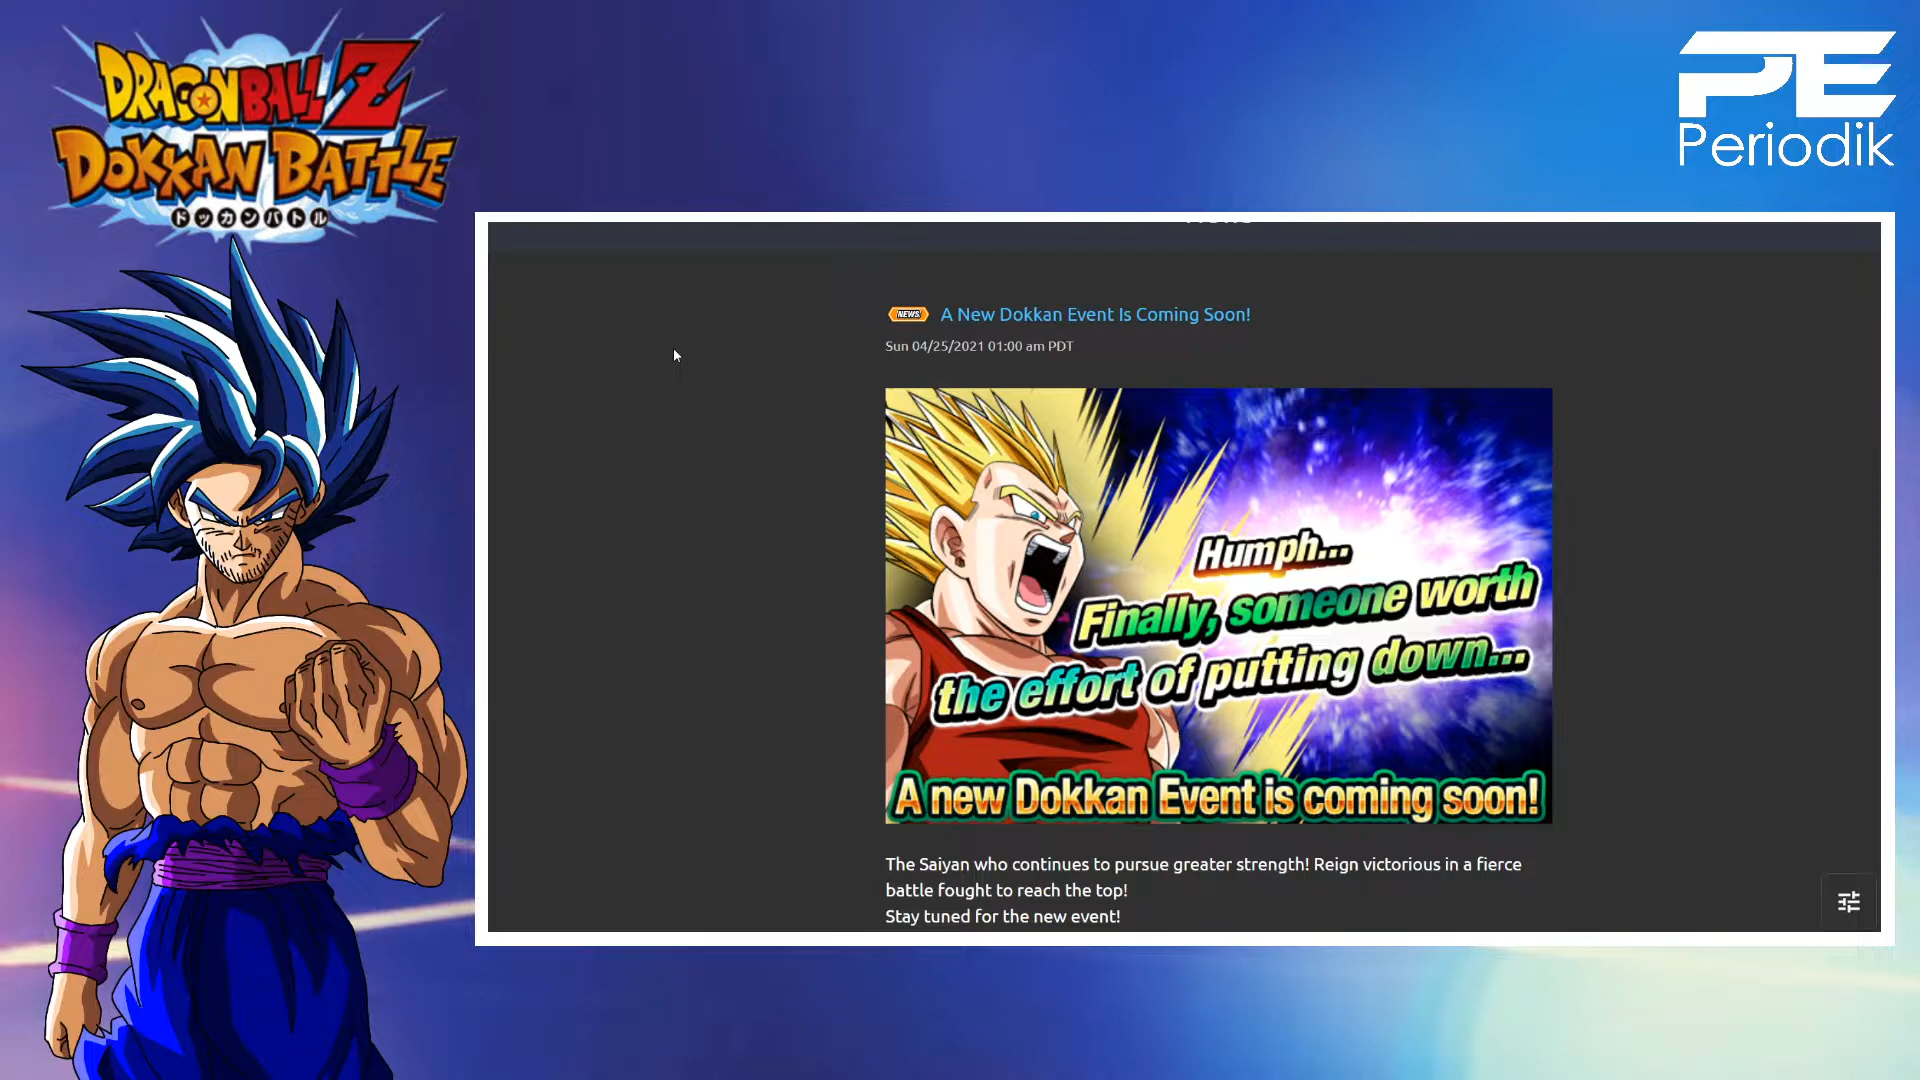 DRAGON BALL Z
DOKKAN BATTLE
ドッカンバトル
PE
Periodik
NEWS
A New Dokkan Event Is Coming Soon!
Sun 04/25/2021 01:00 am PDT
Humph...
Finally, someone worth
the effort of putting down...
A new Dokkan Event is coming soon!
The Saiyan who continues to pursue greater strength! Reign victorious in a fierce
battle fought to reach the top!
Stay tuned for the new event!